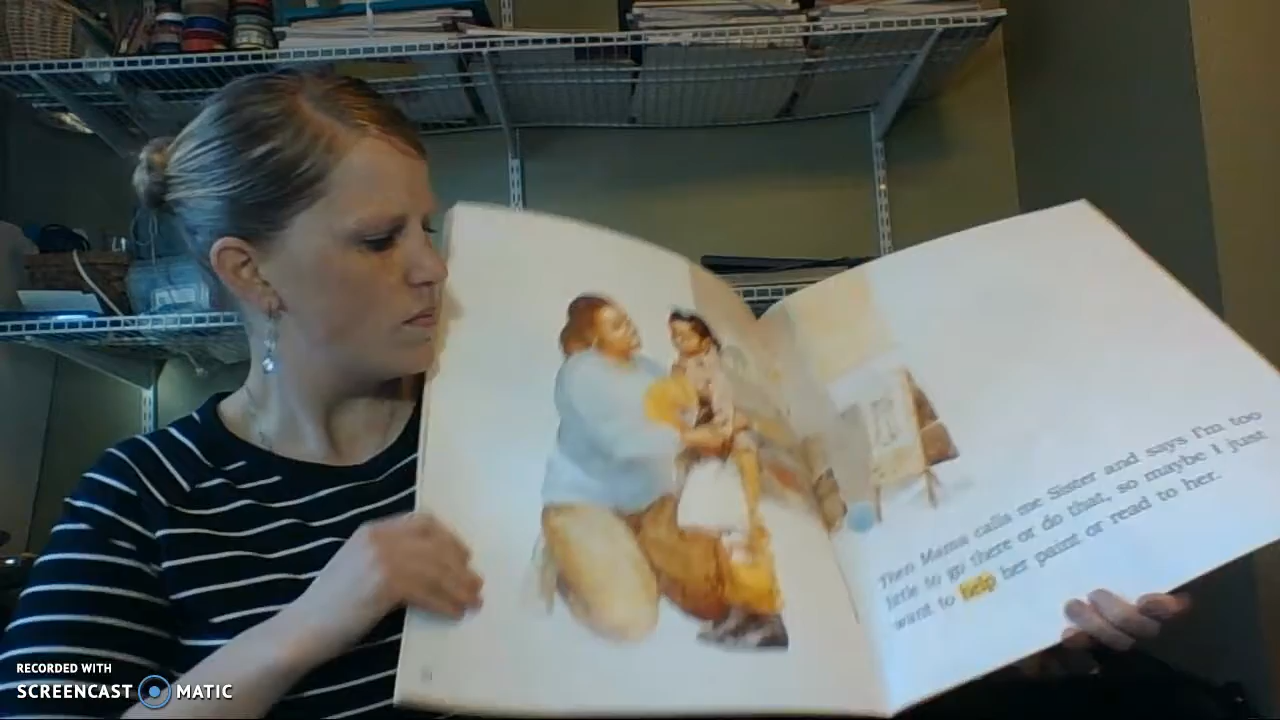 Then Mama calls me Sister and says I'm too
little to go there or do that, so maybe I just
want to help her paint or read to her.
RECORDED WITH
SCREENCAST MATIC